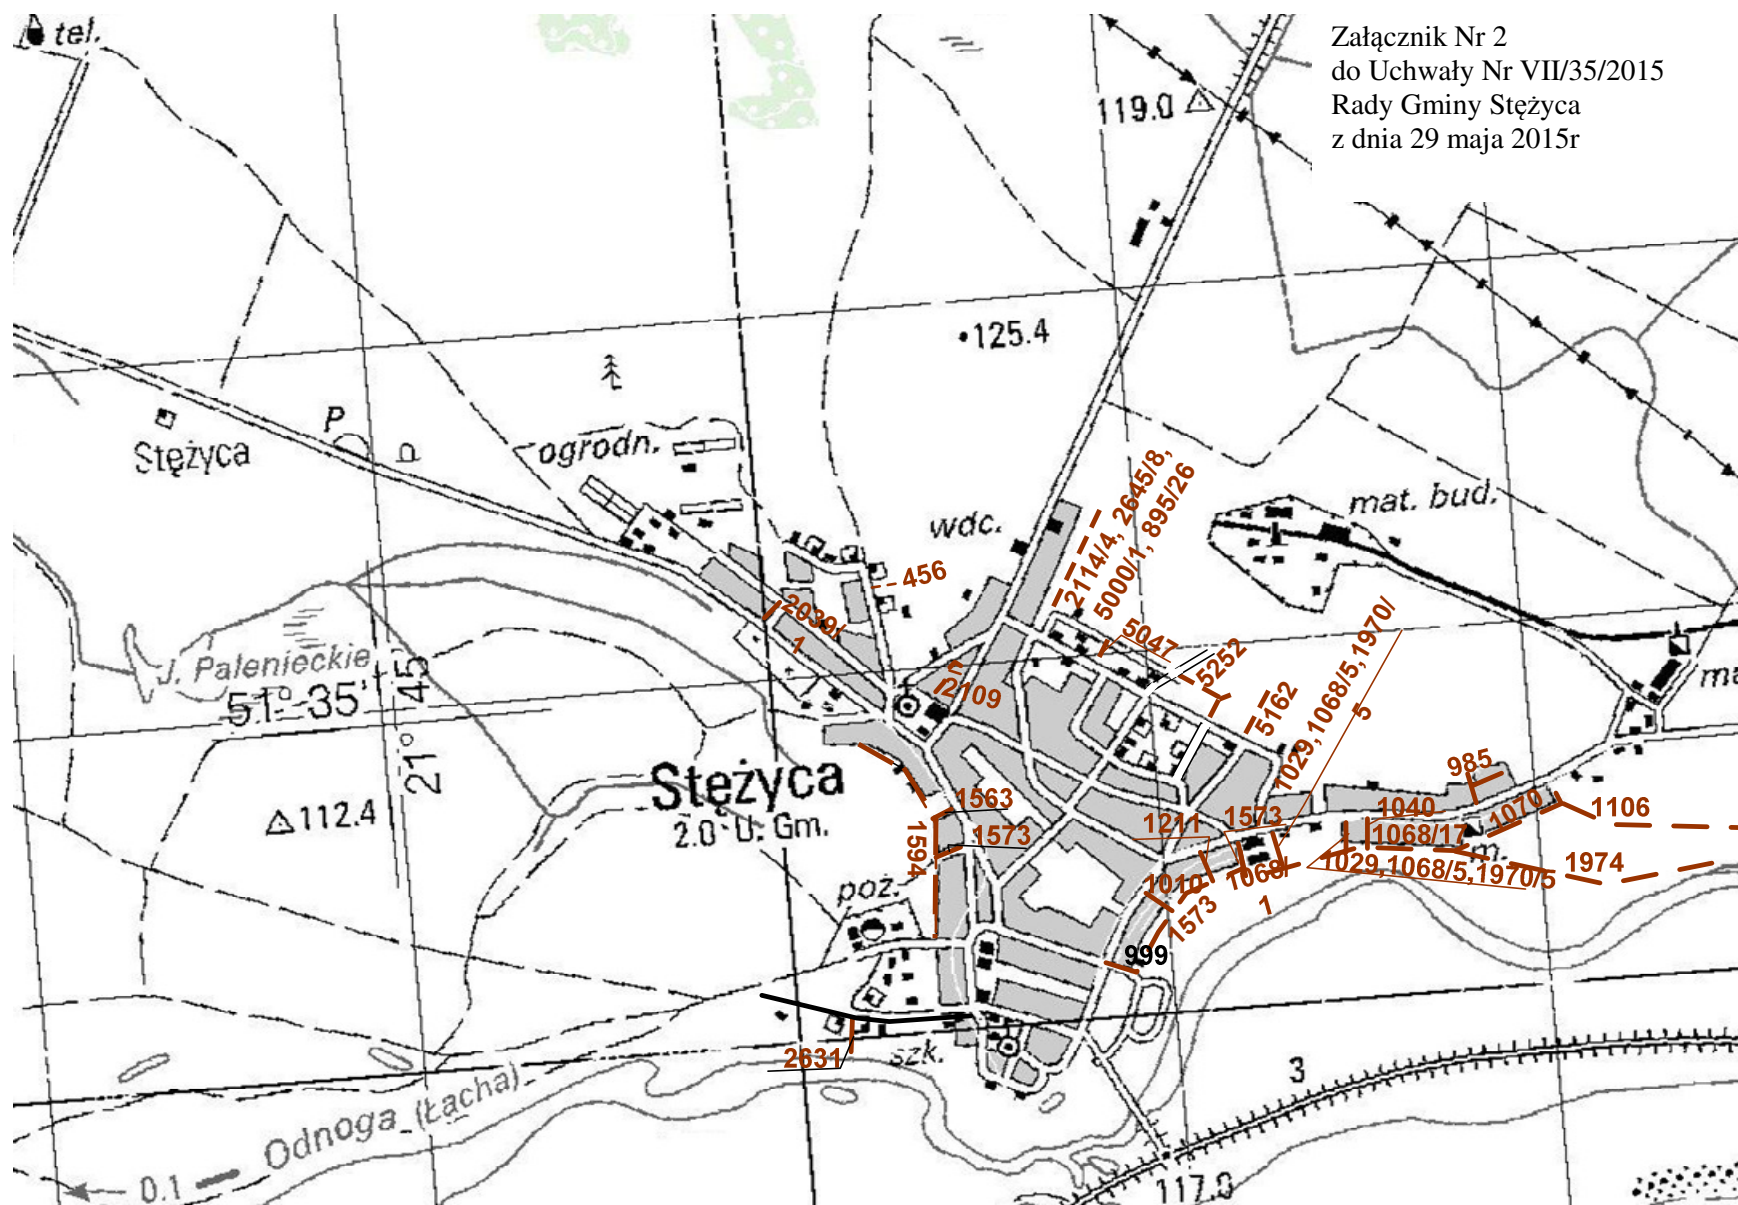 Załącznik Nr 2
do Uchwały Nr VII/35/2015
Rady Gminy Stężyca
z dnia 29 maja 2015r
tel.
119.0
125.4
P
P
Stężyca
ogrodn.
wdc.
mat. bud.
2114/4, 2645/8,
5000/1, 895/26
456
2039/
1
5047
5252
5162
2109
1029,1068/5,1970/
5
J. Palenieckie
51° 35'
21° 45'
Stężyca
2.0 U. Gm.
112.4
985
1563
1573
1594
1211
1573
1040
1068/17
1070
1106
m.
1974
1029,1068/5,1970/5
1010
1068/
1
1573
poż.
999
2631
szk.
Odnoga (Łacha)
0.1
3
117.0